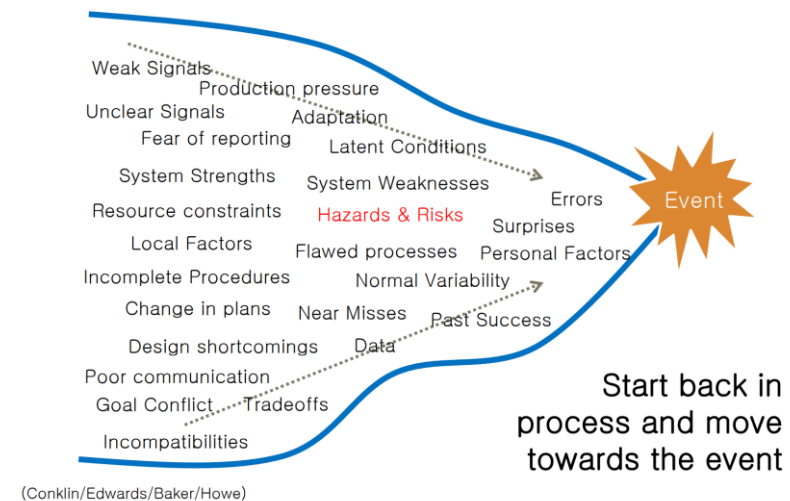 Weak Signals
Production pressure
Unclear Signals
Adaptation
Fear of reporting
Latent Conditions
System Strengths
System Weaknesses
Errors
Event
Resource constraints
Hazards & Risks
Surprises
Local Factors
Flawed processes
Personal Factors
Incomplete Procedures
Normal Variability
Change in plans
Near Misses
Past Success
Design shortcomings
Data
Poor communication
Goal Conflict
Tradeoffs
Incompatibilities
Start back in
process and move
towards the event
(Conklin/Edwards/Baker/Howe)